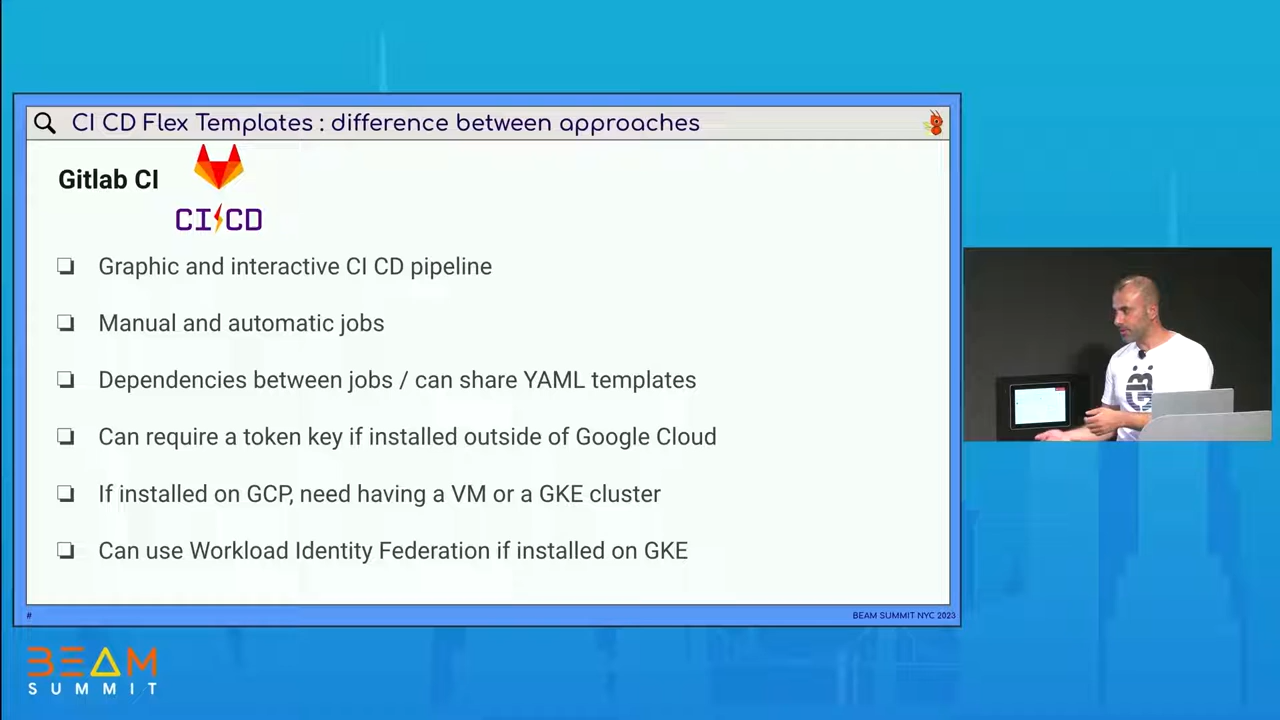 CI CD Flex Templates : difference between approaches
Gitlab CI
CI CD
Graphic and interactive CI CD pipeline
Manual and automatic jobs
Dependencies between jobs / can share YAML templates
Can require a token key if installed outside of Google Cloud
If installed on GCP, need having a VM or a GKE cluster
Can use Workload Identity Federation if installed on GKE
#
BEAM SUMMIT NYC 2023
BEAM
SUMMIT